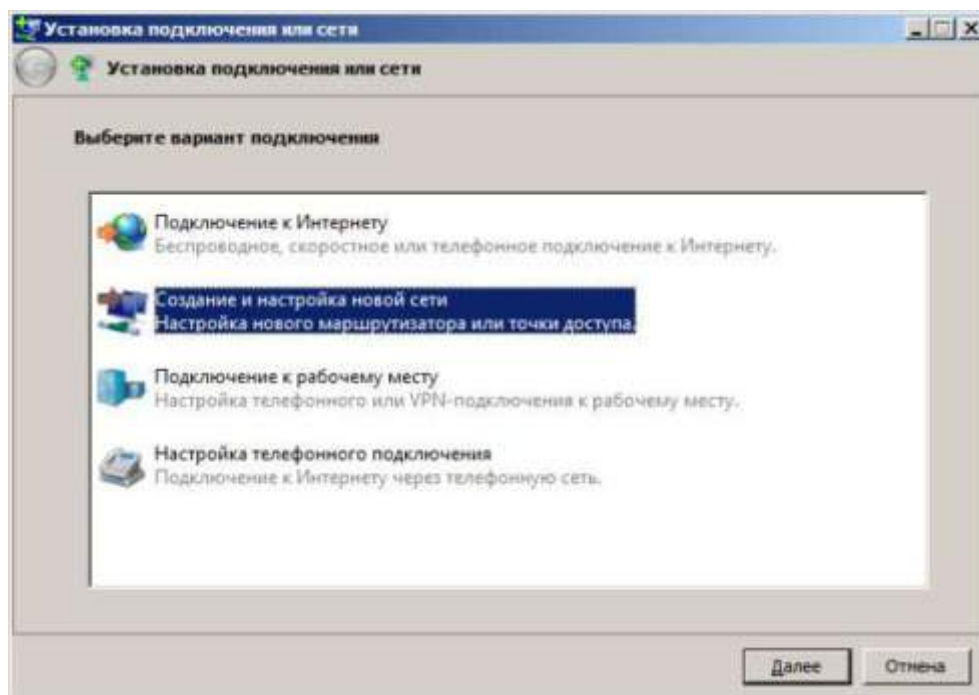 Установка подключения или сети
Установка подключения или сети
Выберите вариант подключения
Подключение к Интернету
Беспроводное, скоростное или телефонное подключение к Интернету.
Создание и настройка новой сети
Настройка нового маршрутизатора или точки доступа.
Подключение к рабочему месту
Настройка телефонного или VPN-подключения к рабочему месту.
Настройка телефонного подключения
Подключение к Интернету через телефонную сеть.
Далее Отмена